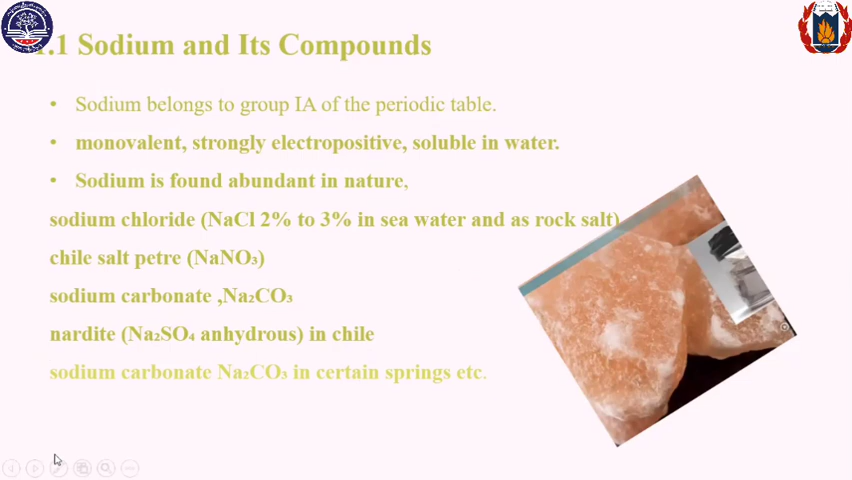 .1 Sodium and Its Compounds
• Sodium belongs to group IA of the periodic table.
• monovalent, strongly electropositive, soluble in water.
• Sodium is found abundant in nature,
sodium chloride (NaCl 2% to 3% in sea water and as rock salt)
chile salt petre (NaNO₃)
sodium carbonate ,Na₂CO₃
nardite (Na₂SO₄ anhydrous) in chile
sodium carbonate Na₂CO₃ in certain springs etc.